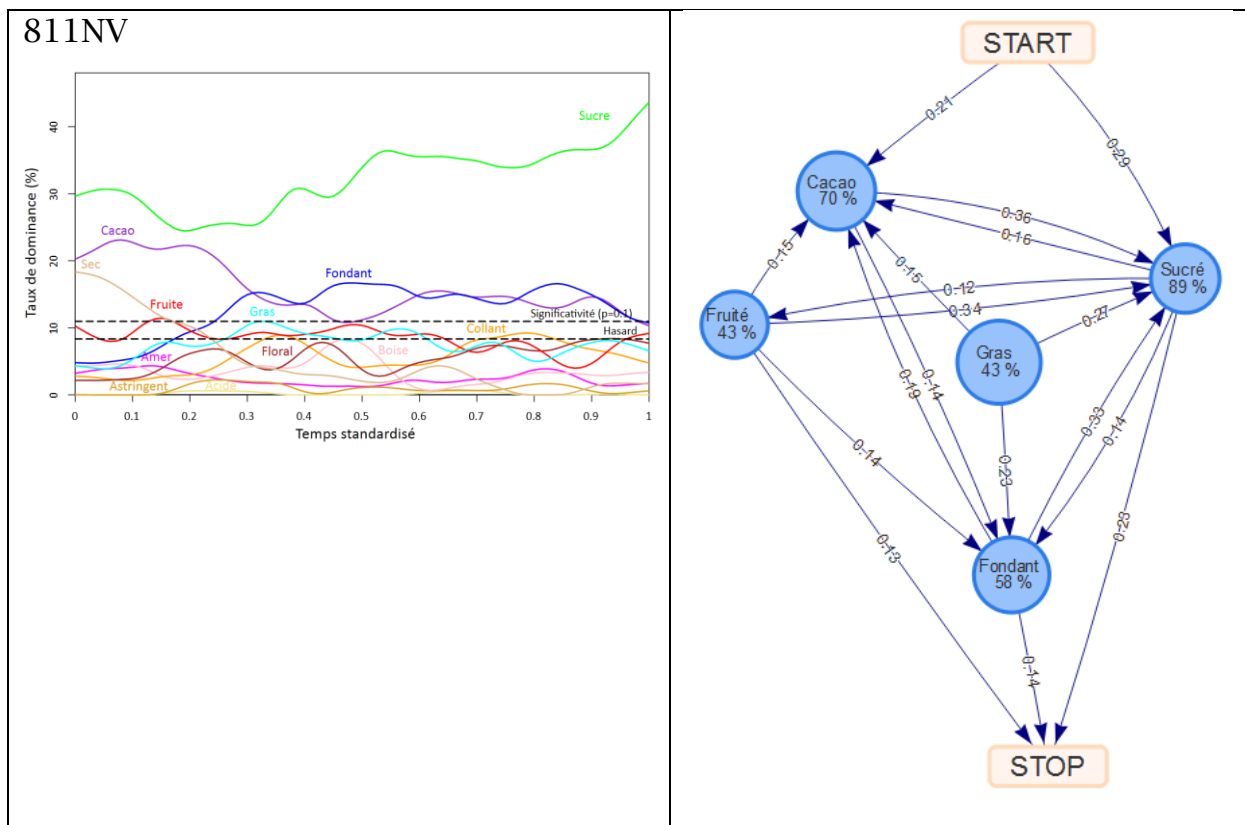 811NV
Sucre
Cacao
Sec
Fondant
Fruite
Gras
Significativité (p=0.1)
Hasard
Collant
Amer
Floral
Boise
Astringent
Acide
Taux de dominance (%)
0
10
20
30
40
0
0.1
0.2
0.3
0.4
0.5
0.6
0.7
0.8
0.9
1
Temps standardisé
START
0.21
0.29
Cacao
70 %
0.36
0.16
Sucré
89 %
0.15
0.15
0.12
0.34
Fruité
43 %
0.27
Gras
43 %
0.19
0.14
0.33
0.14
0.14
0.23
0.23
0.13
Fondant
58 %
0.14
STOP